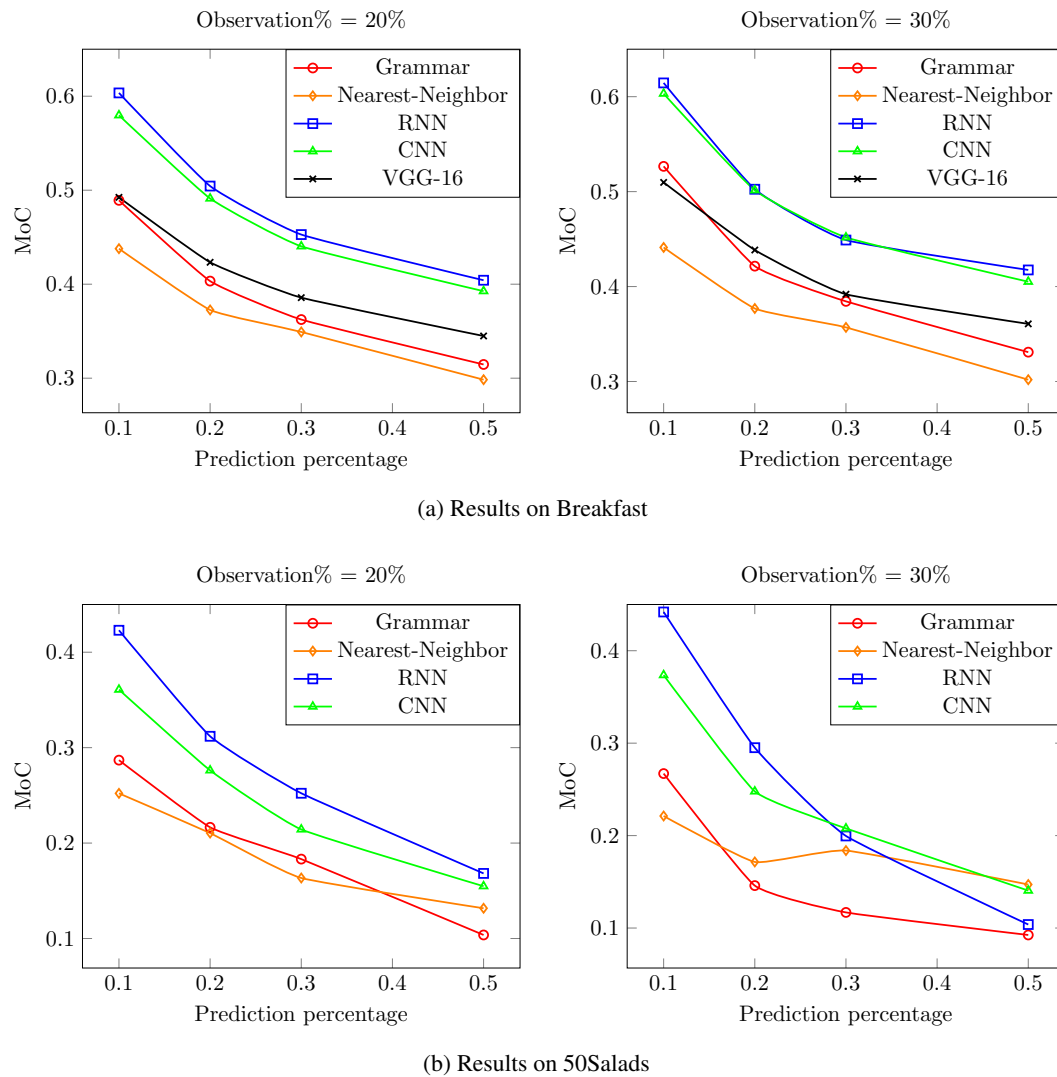 Observation% = 20%
MoC
0.6
0.5
0.4
0.3
Grammar
Nearest-Neighbor
RNN
CNN
VGG-16
0.1 0.2 0.3 0.4 0.5
Prediction percentage
Observation% = 30%
MoC
0.6
0.5
0.4
0.3
Grammar
Nearest-Neighbor
RNN
CNN
VGG-16
0.1 0.2 0.3 0.4 0.5
Prediction percentage
(a) Results on Breakfast
Observation% = 20%
MoC
0.4
0.3
0.2
0.1
Grammar
Nearest-Neighbor
RNN
CNN
0.1 0.2 0.3 0.4 0.5
Prediction percentage
Observation% = 30%
MoC
0.4
0.3
0.2
0.1
Grammar
Nearest-Neighbor
RNN
CNN
0.1 0.2 0.3 0.4 0.5
Prediction percentage
(b) Results on 50Salads